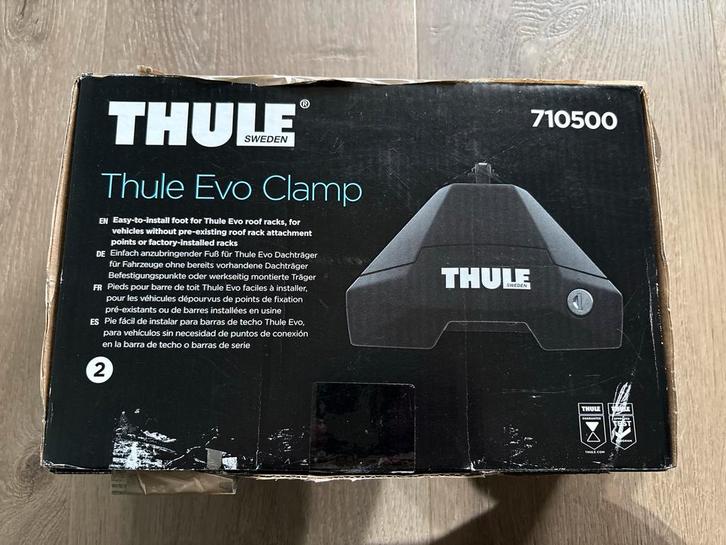 THULE®
SWEDEN
710500
Thule Evo Clamp
EN Easy-to-install foot for Thule Evo roof racks, for
vehicles without pre-existing roof rack attachment
points or factory-installed racks
DE Einfach anzubringender Fuß für Thule Evo Dachträger
für Fahrzeuge ohne bereits vorhandene Dachträger
Befestigungspunkte oder werkseitig montierte Träger
FR Pieds pour barre de toit Thule Evo faciles à installer,
pour les véhicules dépourvus de points de fixation
pré-existants ou de barres installées en usine
ES Pie fácil de instalar para barras de techo Thule Evo,
para vehículos sin necesidad de puntos de conexión
en la barra de techo o barras de serie
2
THULE
SWEDEN
THULE
GUARANTEE
THULE.COM
THULE
TEST